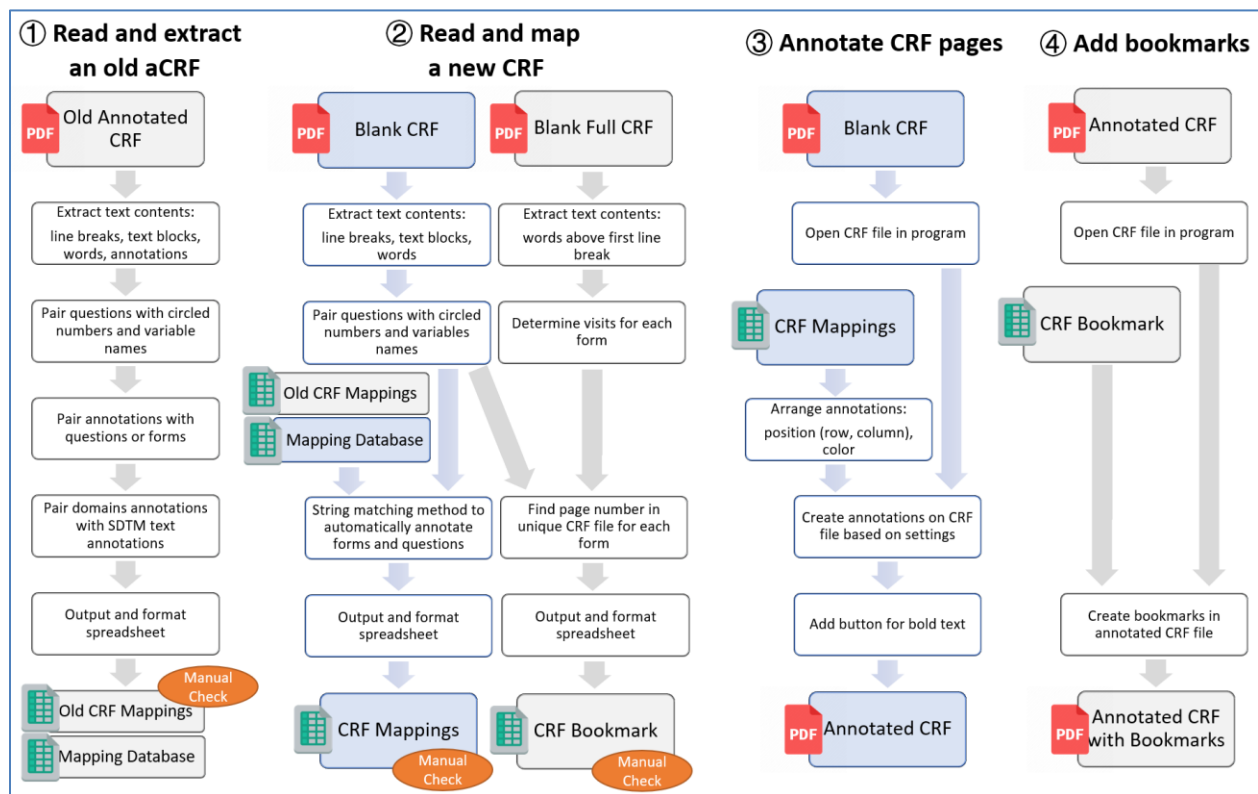 ① Read and extract
an old aCRF
PDF
Old Annotated
CRF
Extract text contents:
line breaks, text blocks,
words, annotations
Pair questions with circled
numbers and variable
names
Pair annotations with
questions or forms
Pair domains annotations
with SDTM text
annotations
Output and format
spreadsheet
Manual
Check
Old CRF Mappings
Mapping Database
② Read and map
a new CRF
PDF
Blank CRF
Extract text contents:
line breaks, text blocks,
words
Pair questions with circled
numbers and variables
names
Old CRF Mappings
Mapping Database
String matching method to
automatically annotate
forms and questions
Output and format
spreadsheet
CRF Mappings
Manual
Check
PDF
Blank Full CRF
Extract text contents:
words above first line
break
Determine visits for each
form
Find page number in
unique CRF file for each
form
Output and format
spreadsheet
CRF Bookmark
Manual
Check
③ Annotate CRF pages
PDF
Blank CRF
Open CRF file in program
CRF Mappings
Arrange annotations:
position (row, column),
color
Create annotations on CRF
file based on settings
Add button for bold text
PDF
Annotated CRF
④ Add bookmarks
PDF
Annotated CRF
Open CRF file in program
CRF Bookmark
Create bookmarks in
annotated CRF file
PDF
Annotated CRF
with Bookmarks